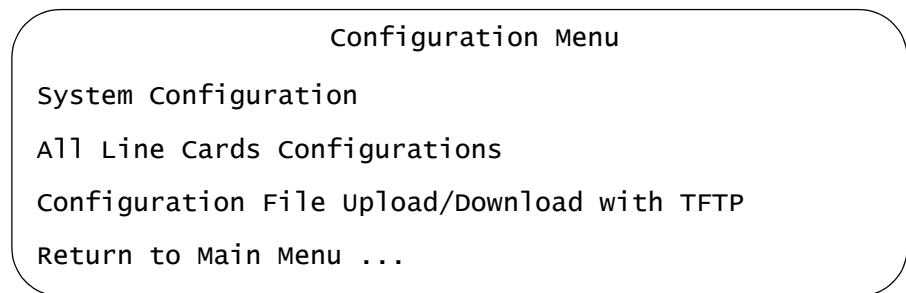 Configuration Menu
System Configuration
All Line Cards Configurations
Configuration File Upload/Download with TFTP
Return to Main Menu ...